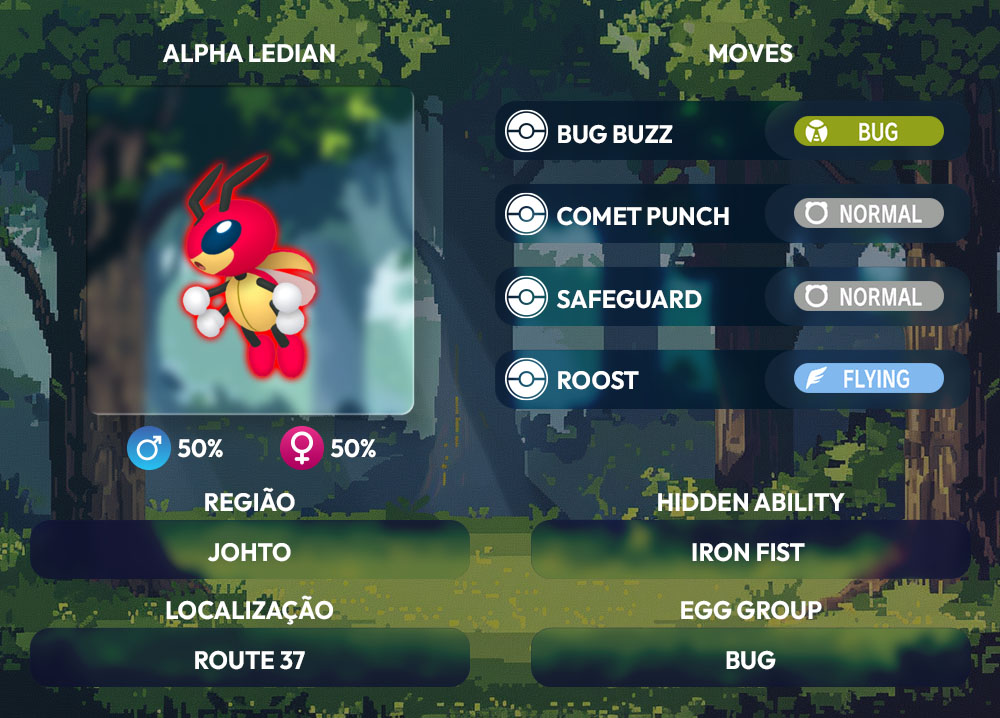 ALPHA LEDIAN
50%
50%
REGIÃO
JOHTO
LOCALIZAÇÃO
ROUTE 37
MOVES
BUG BUZZ
BUG
COMET PUNCH
NORMAL
SAFEGUARD
NORMAL
ROOST
FLYING
HIDDEN ABILITY
IRON FIST
EGG GROUP
BUG